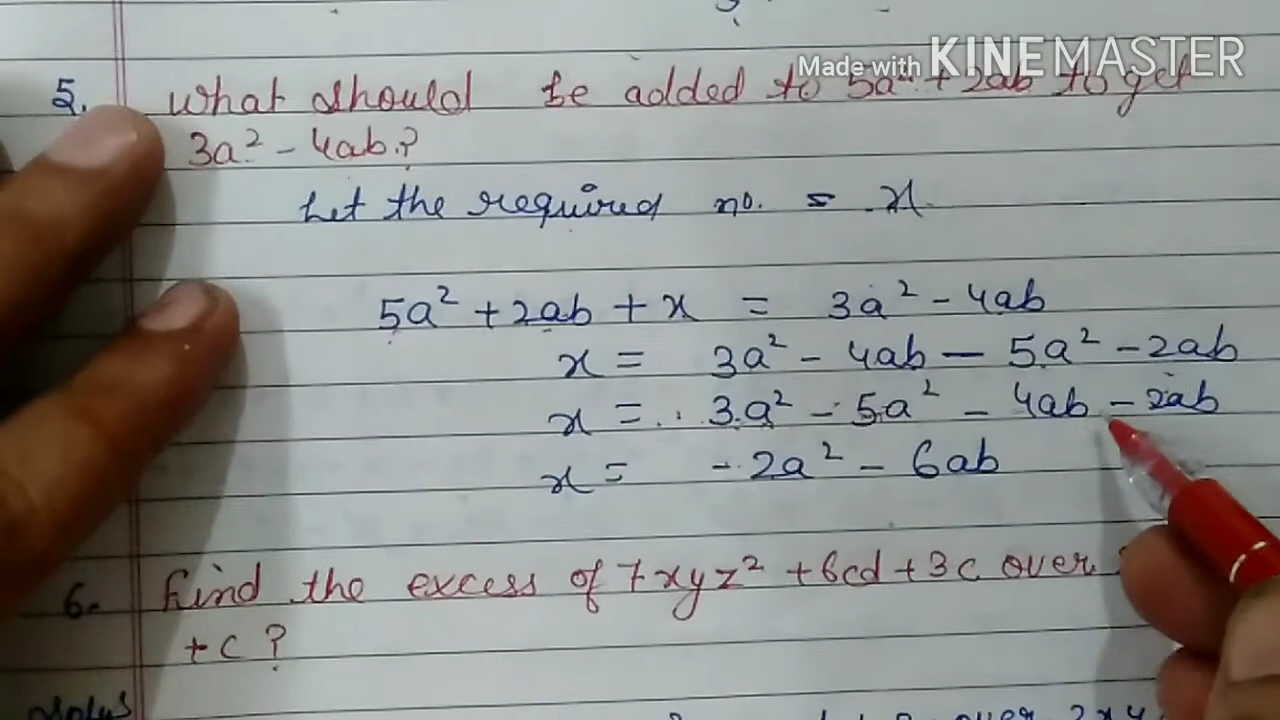 Made with KINEMASTER
5. What should be added to 5a² + 2ab to get
3a² - 4ab?
Let the required no. = x
5a² + 2ab + x = 3a² - 4ab
x = 3a² - 4ab - 5a² - 2ab
x = 3a² - 5a² - 4ab - 2ab
x = -2a² - 6ab
6. Find the excess of 7xyz² + 6cd + 3c over
+ c ?
over 2xy